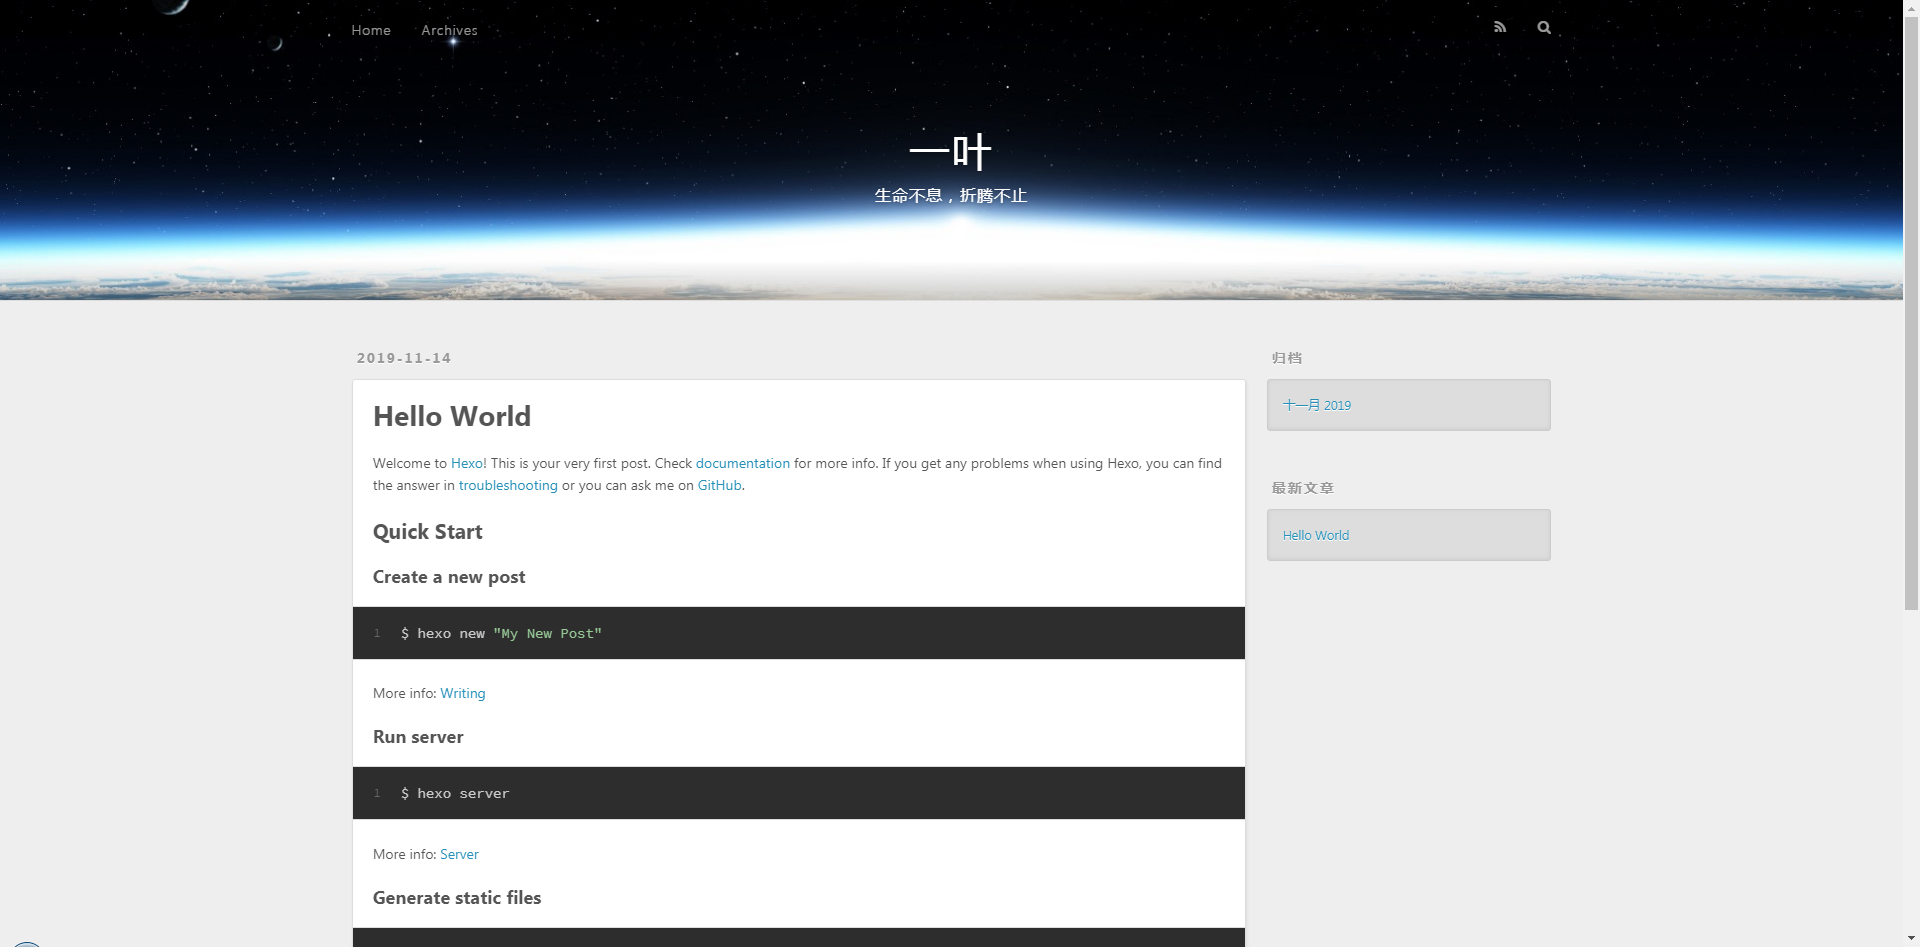 Home Archives
一叶
生命不息，折腾不止
2019-11-14
Hello World
Welcome to Hexo! This is your very first post. Check documentation for more info. If you get any problems when using Hexo, you can find
the answer in troubleshooting or you can ask me on GitHub.
Quick Start
Create a new post
1 $ hexo new "My New Post"
More info: Writing
Run server
1 $ hexo server
More info: Server
Generate static files
归档
十一月 2019
最新文章
Hello World